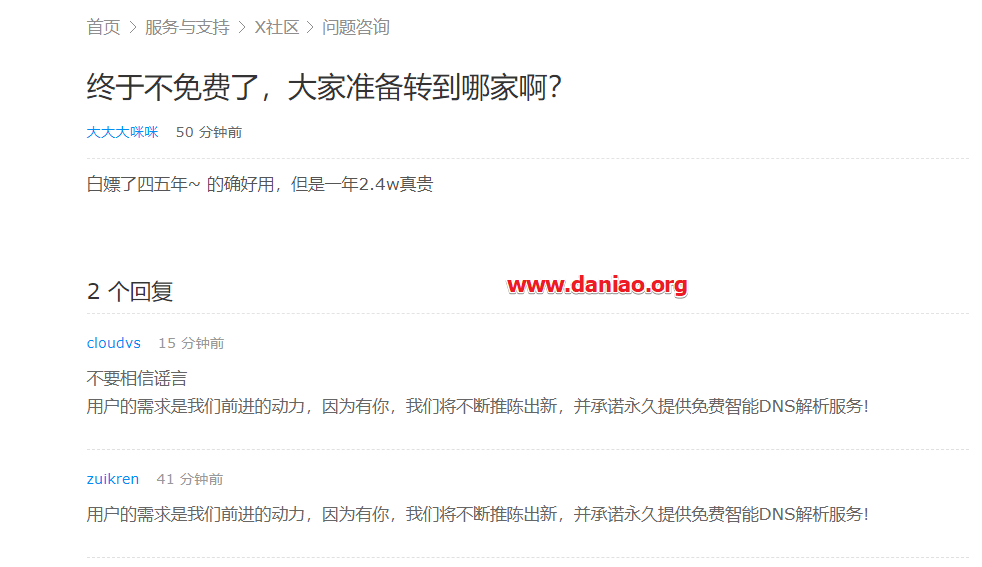 首页 > 服务与支持 > X社区 > 问题咨询
终于不免费了，大家准备转到哪家啊？
大大大咪咪 50 分钟前
白嫖了四五年~ 的确好用，但是一年2.4w真贵
2 个回复
www.daniao.org
cloudvs 15 分钟前
不要相信谣言
用户的需求是我们前进的动力，因为有你，我们将不断推陈出新，并承诺永久提供免费智能DNS解析服务!
zuikren 41 分钟前
用户的需求是我们前进的动力，因为有你，我们将不断推陈出新，并承诺永久提供免费智能DNS解析服务!